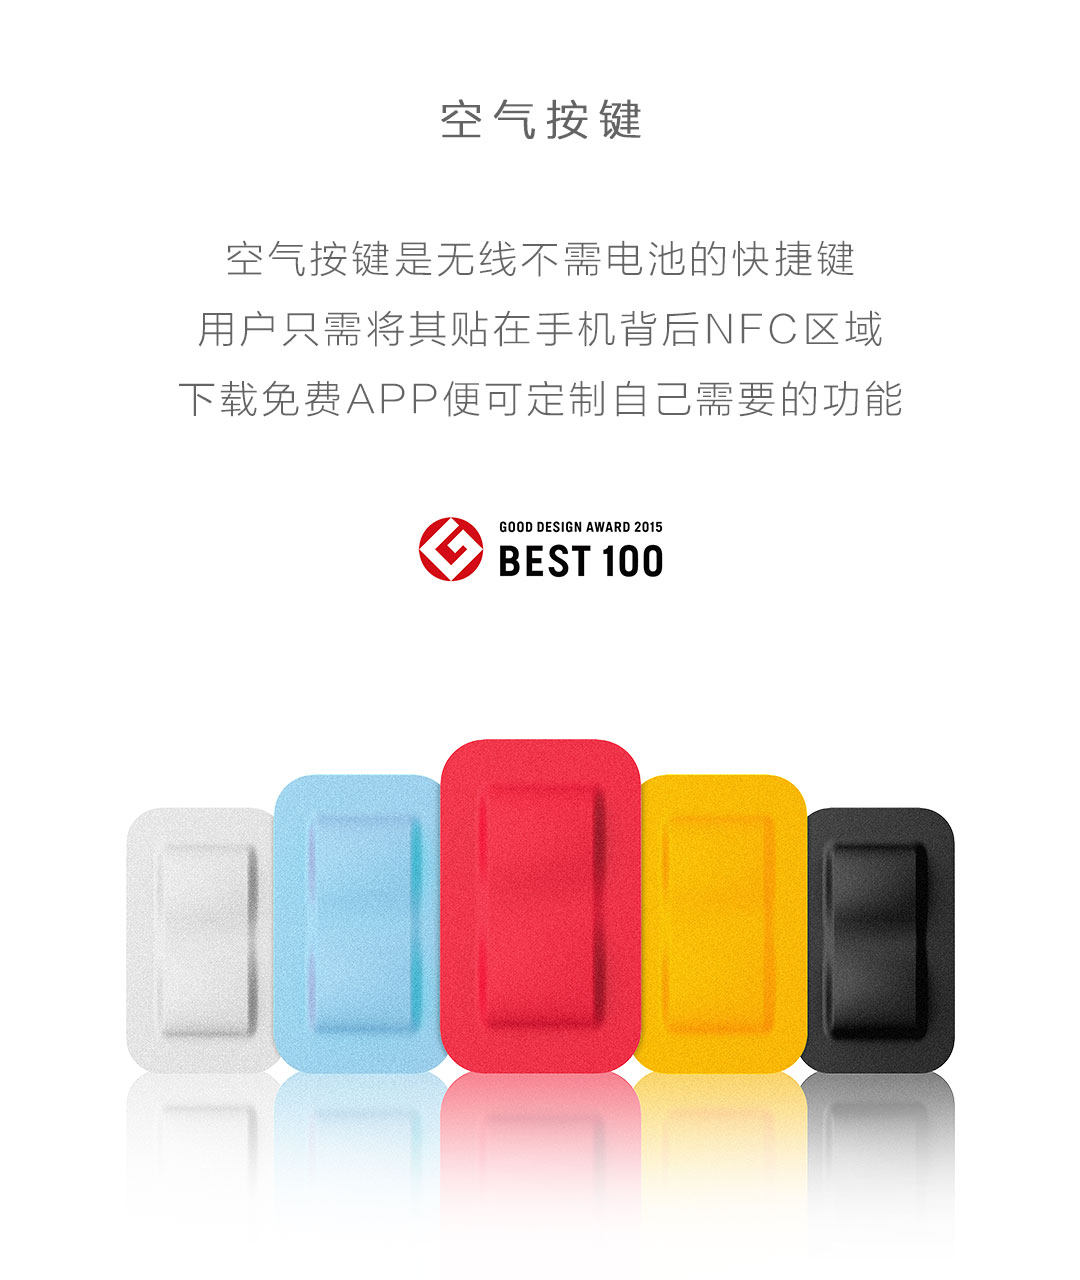 空气按键
空气按键是无线不需电池的快捷键
用户只需将其贴在手机背后NFC区域
下载免费APP便可定制自己需要的功能
GOOD DESIGN AWARD 2015
BEST 100